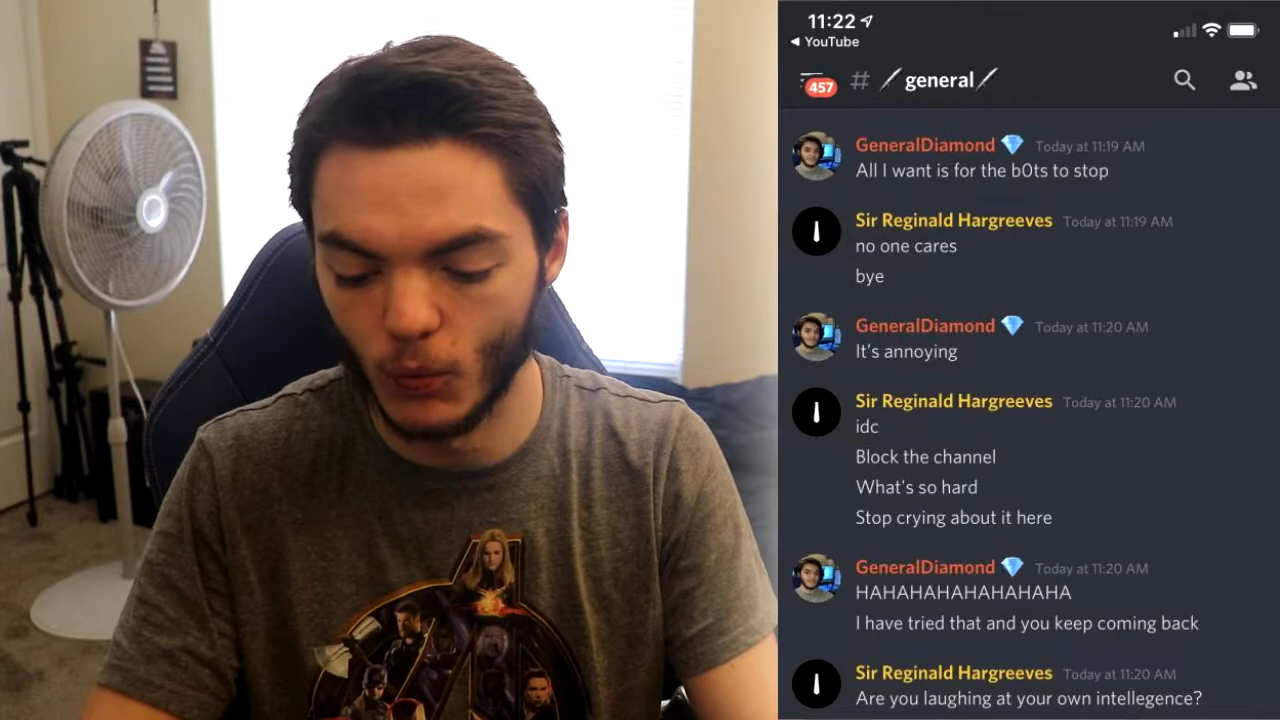 11:22
YouTube
457
# general
GeneralDiamond Today at 11:19 AM
All I want is for the b0ts to stop
Sir Reginald Hargreeves Today at 11:19 AM
no one cares
bye
GeneralDiamond Today at 11:20 AM
It's annoying
Sir Reginald Hargreeves Today at 11:20 AM
idc
Block the channel
What's so hard
Stop crying about it here
GeneralDiamond Today at 11:20 AM
HAHAHAHAHAHAHAHA
I have tried that and you keep coming back
Sir Reginald Hargreeves Today at 11:20 AM
Are you laughing at your own intellegence?